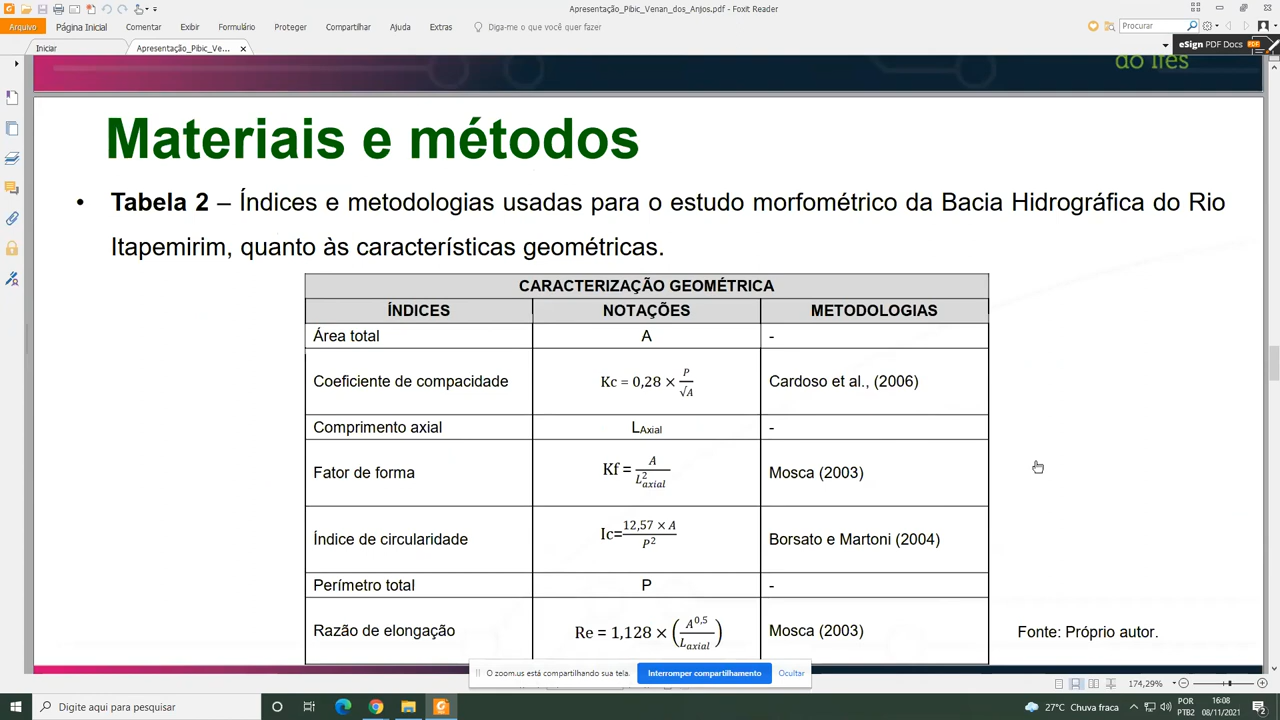 Apresentação_Pibic_Venan_dos_Anjos.pdf - Foxit Reader
Arquivo Página Inicial Comentar Exibir Formulário Proteger Compartilhar Ajuda Extras Diga-me o que você quer fazer Procurar
Iniciar Apresentação_Pibic_Ve... eSign PDF Docs
do Ifes
Materiais e métodos
• Tabela 2 – Índices e metodologias usadas para o estudo morfométrico da Bacia Hidrográfica do Rio
Itapemirim, quanto às características geométricas.
CARACTERIZAÇÃO GEOMÉTRICA
ÍNDICES NOTAÇÕES METODOLOGIAS
Área total A -
Coeficiente de compacidade Kc = 0,28 × P/√A Cardoso et al., (2006)
Comprimento axial LAxial -
Fator de forma Kf = A/L²axial Mosca (2003)
Índice de circularidade Ic= 12,57 × A/P² Borsato e Martoni (2004)
Perímetro total P -
Razão de elongação Re = 1,128 × (A^0,5/Laxial) Mosca (2003)
Fonte: Próprio autor.
O zoom.us está compartilhando sua tela. Interromper compartilhamento Ocultar
174,29%
Digite aqui para pesquisar 27°C Chuva fraca POR PTB2 16:08 08/11/2021